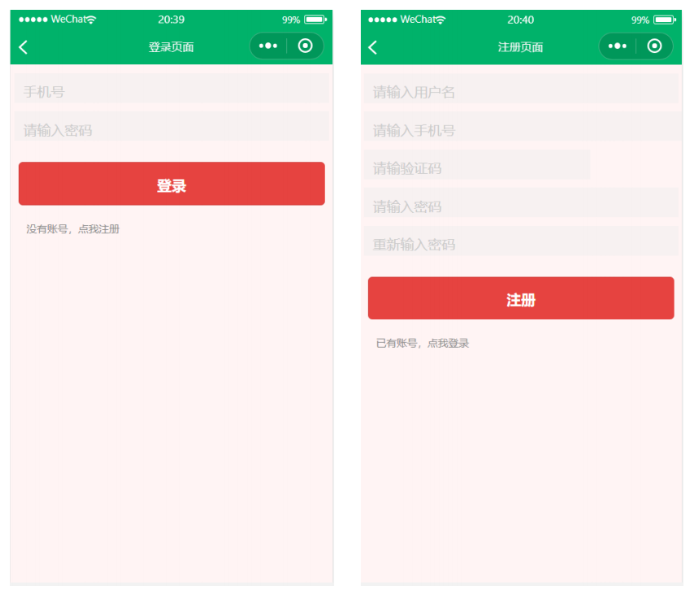 ●●●●● WeChat 20:39 99%
登录页面
手机号
请输入密码
登录
没有账号，点我注册
●●●●● WeChat 20:40 99%
注册页面
请输入用户名
请输入手机号
请输验证码
请输入密码
重新输入密码
注册
已有账号，点我登录